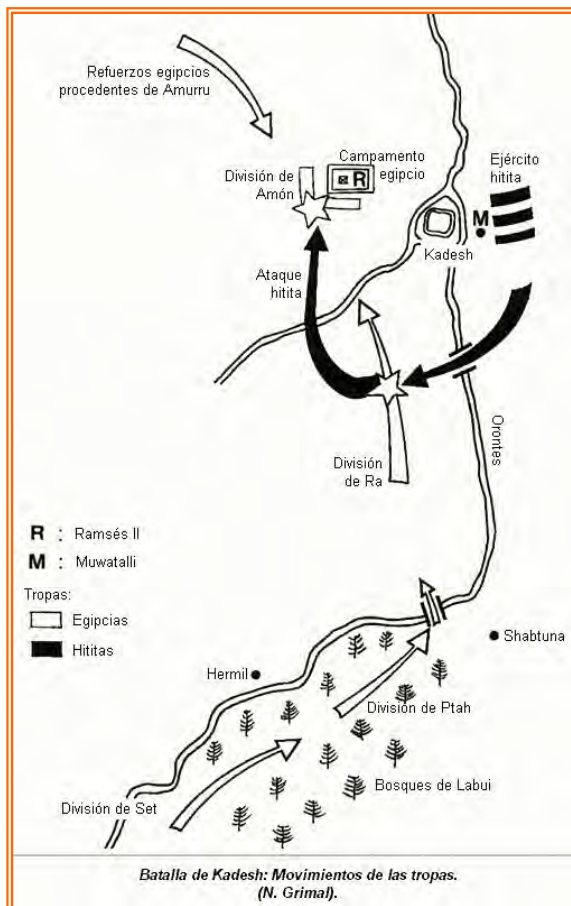 Refuerzos egipcios
procedentes de Amurru
División de
Amón
Campamento
egipcio
R
Ejército
hitita
M
Kadesh
Ataque
hitita
División
de Ra
Orontes
R : Ramsés II
M : Muwatalli
Tropas:
Egipcias
Hititas
Shabtuna
Hermil
División de Ptah
Bosques de Labui
División de Set
Batalla de Kadesh: Movimientos de las tropas.
(N. Grimal).